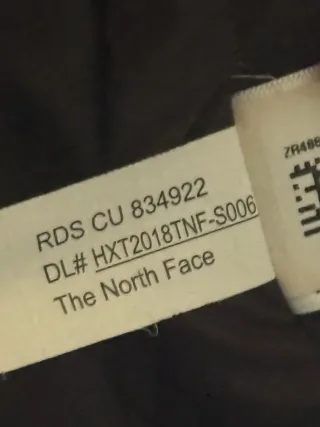 RDS CU 834922
DL# HXT2018TNF-S006
The North Face